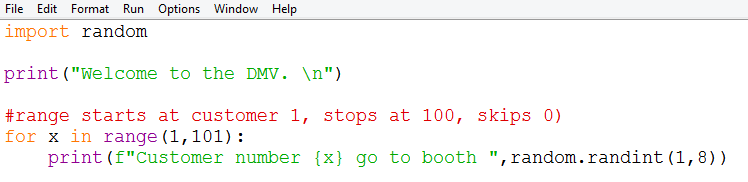 File Edit Format Run Options Window Help
import random
print("Welcome to the DMV. \n")
#range starts at customer 1, stops at 100, skips 0)
for x in range(1,101):
    print(f"Customer number {x} go to booth ",random.randint(1,8))